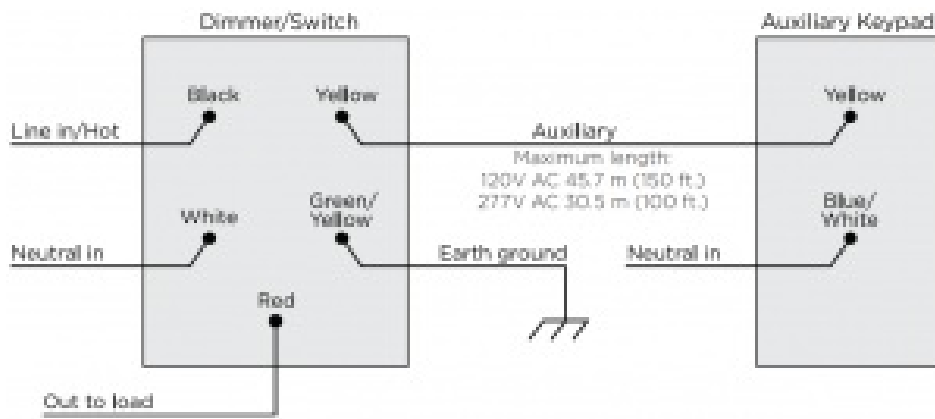 Dimmer/Switch
Auxiliary Keypad
Black
Yellow
Yellow
Line in/Hot
Auxiliary
Maximum length:
120V AC 45.7 m (150 ft.)
277V AC 30.5 m (100 ft.)
White
Green/
Yellow
Blue/
White
Neutral in
Earth ground
Neutral in
Red
Out to load